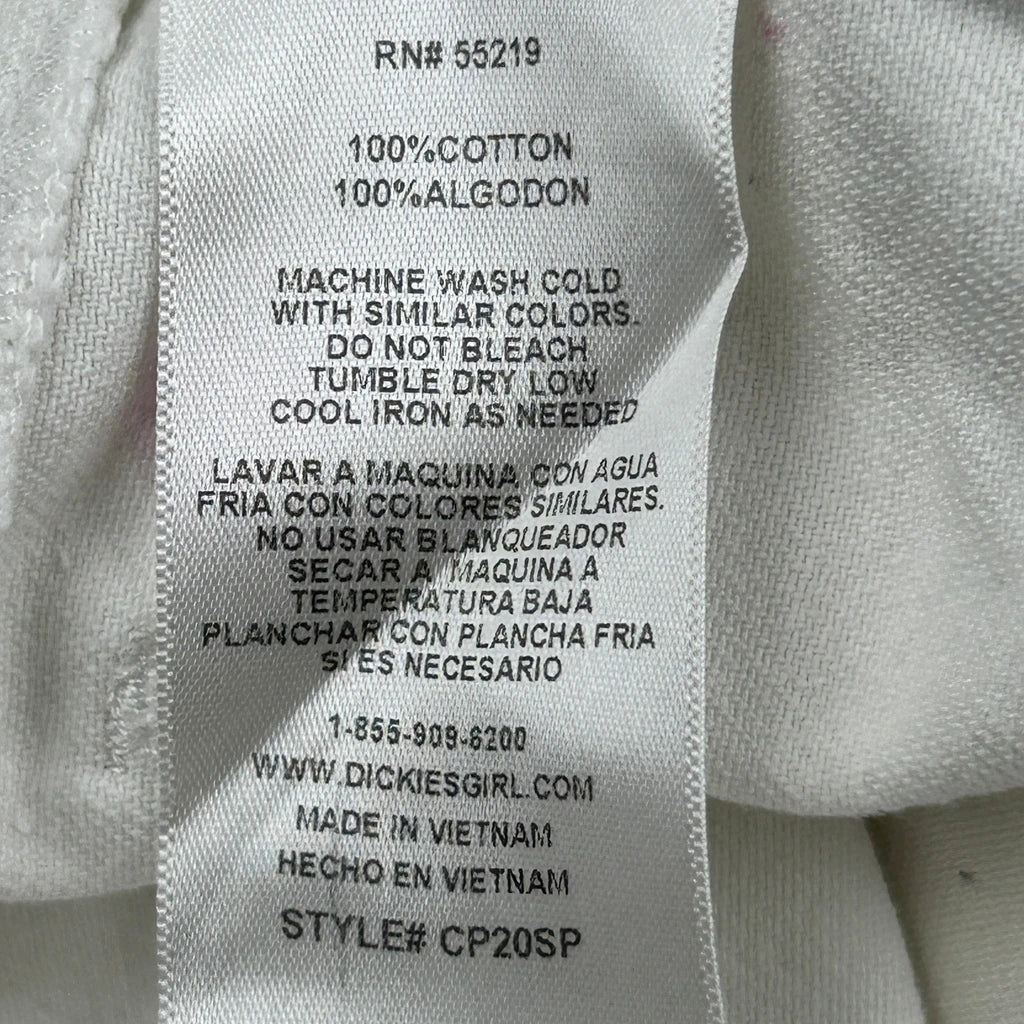 RN# 55219
100%COTTON
100%ALGODON
MACHINE WASH COLD
WITH SIMILAR COLORS.
DO NOT BLEACH
TUMBLE DRY LOW
COOL IRON AS NEEDED
LAVAR A MAQUINA CON AGUA
FRIA CON COLORES SIMILARES.
NO USAR BLANQUEADOR
SECAR A MAQUINA A
TEMPERATURA BAJA
PLANCHAR CON PLANCHA FRIA
SI ES NECESARIO
1-855-909-6200
WWW.DICKIESGIRL.COM
MADE IN VIETNAM
HECHO EN VIETNAM
STYLE# CP20SP